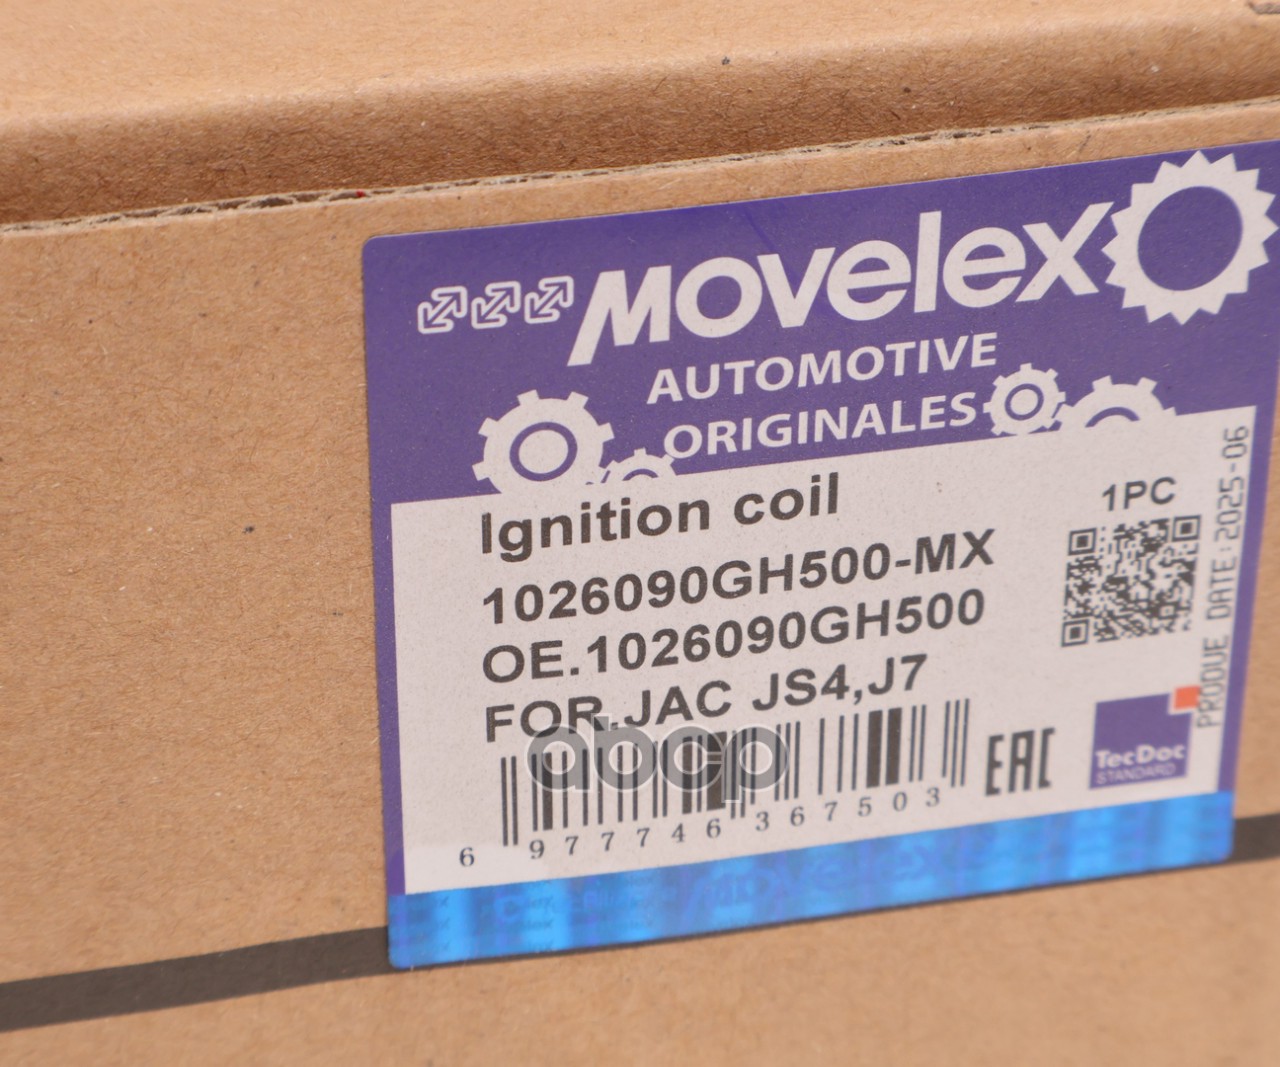 MOVelex
AUTOMOTIVE
ORIGINALES
Ignition coil
1PC
1026090GH500-MX
OE.1026090GH500
FOR.JAC JS4,J7
PRODUE DATE:2025-06
abcp
EAC
TecDoc
STANDARD
6 977746 367503